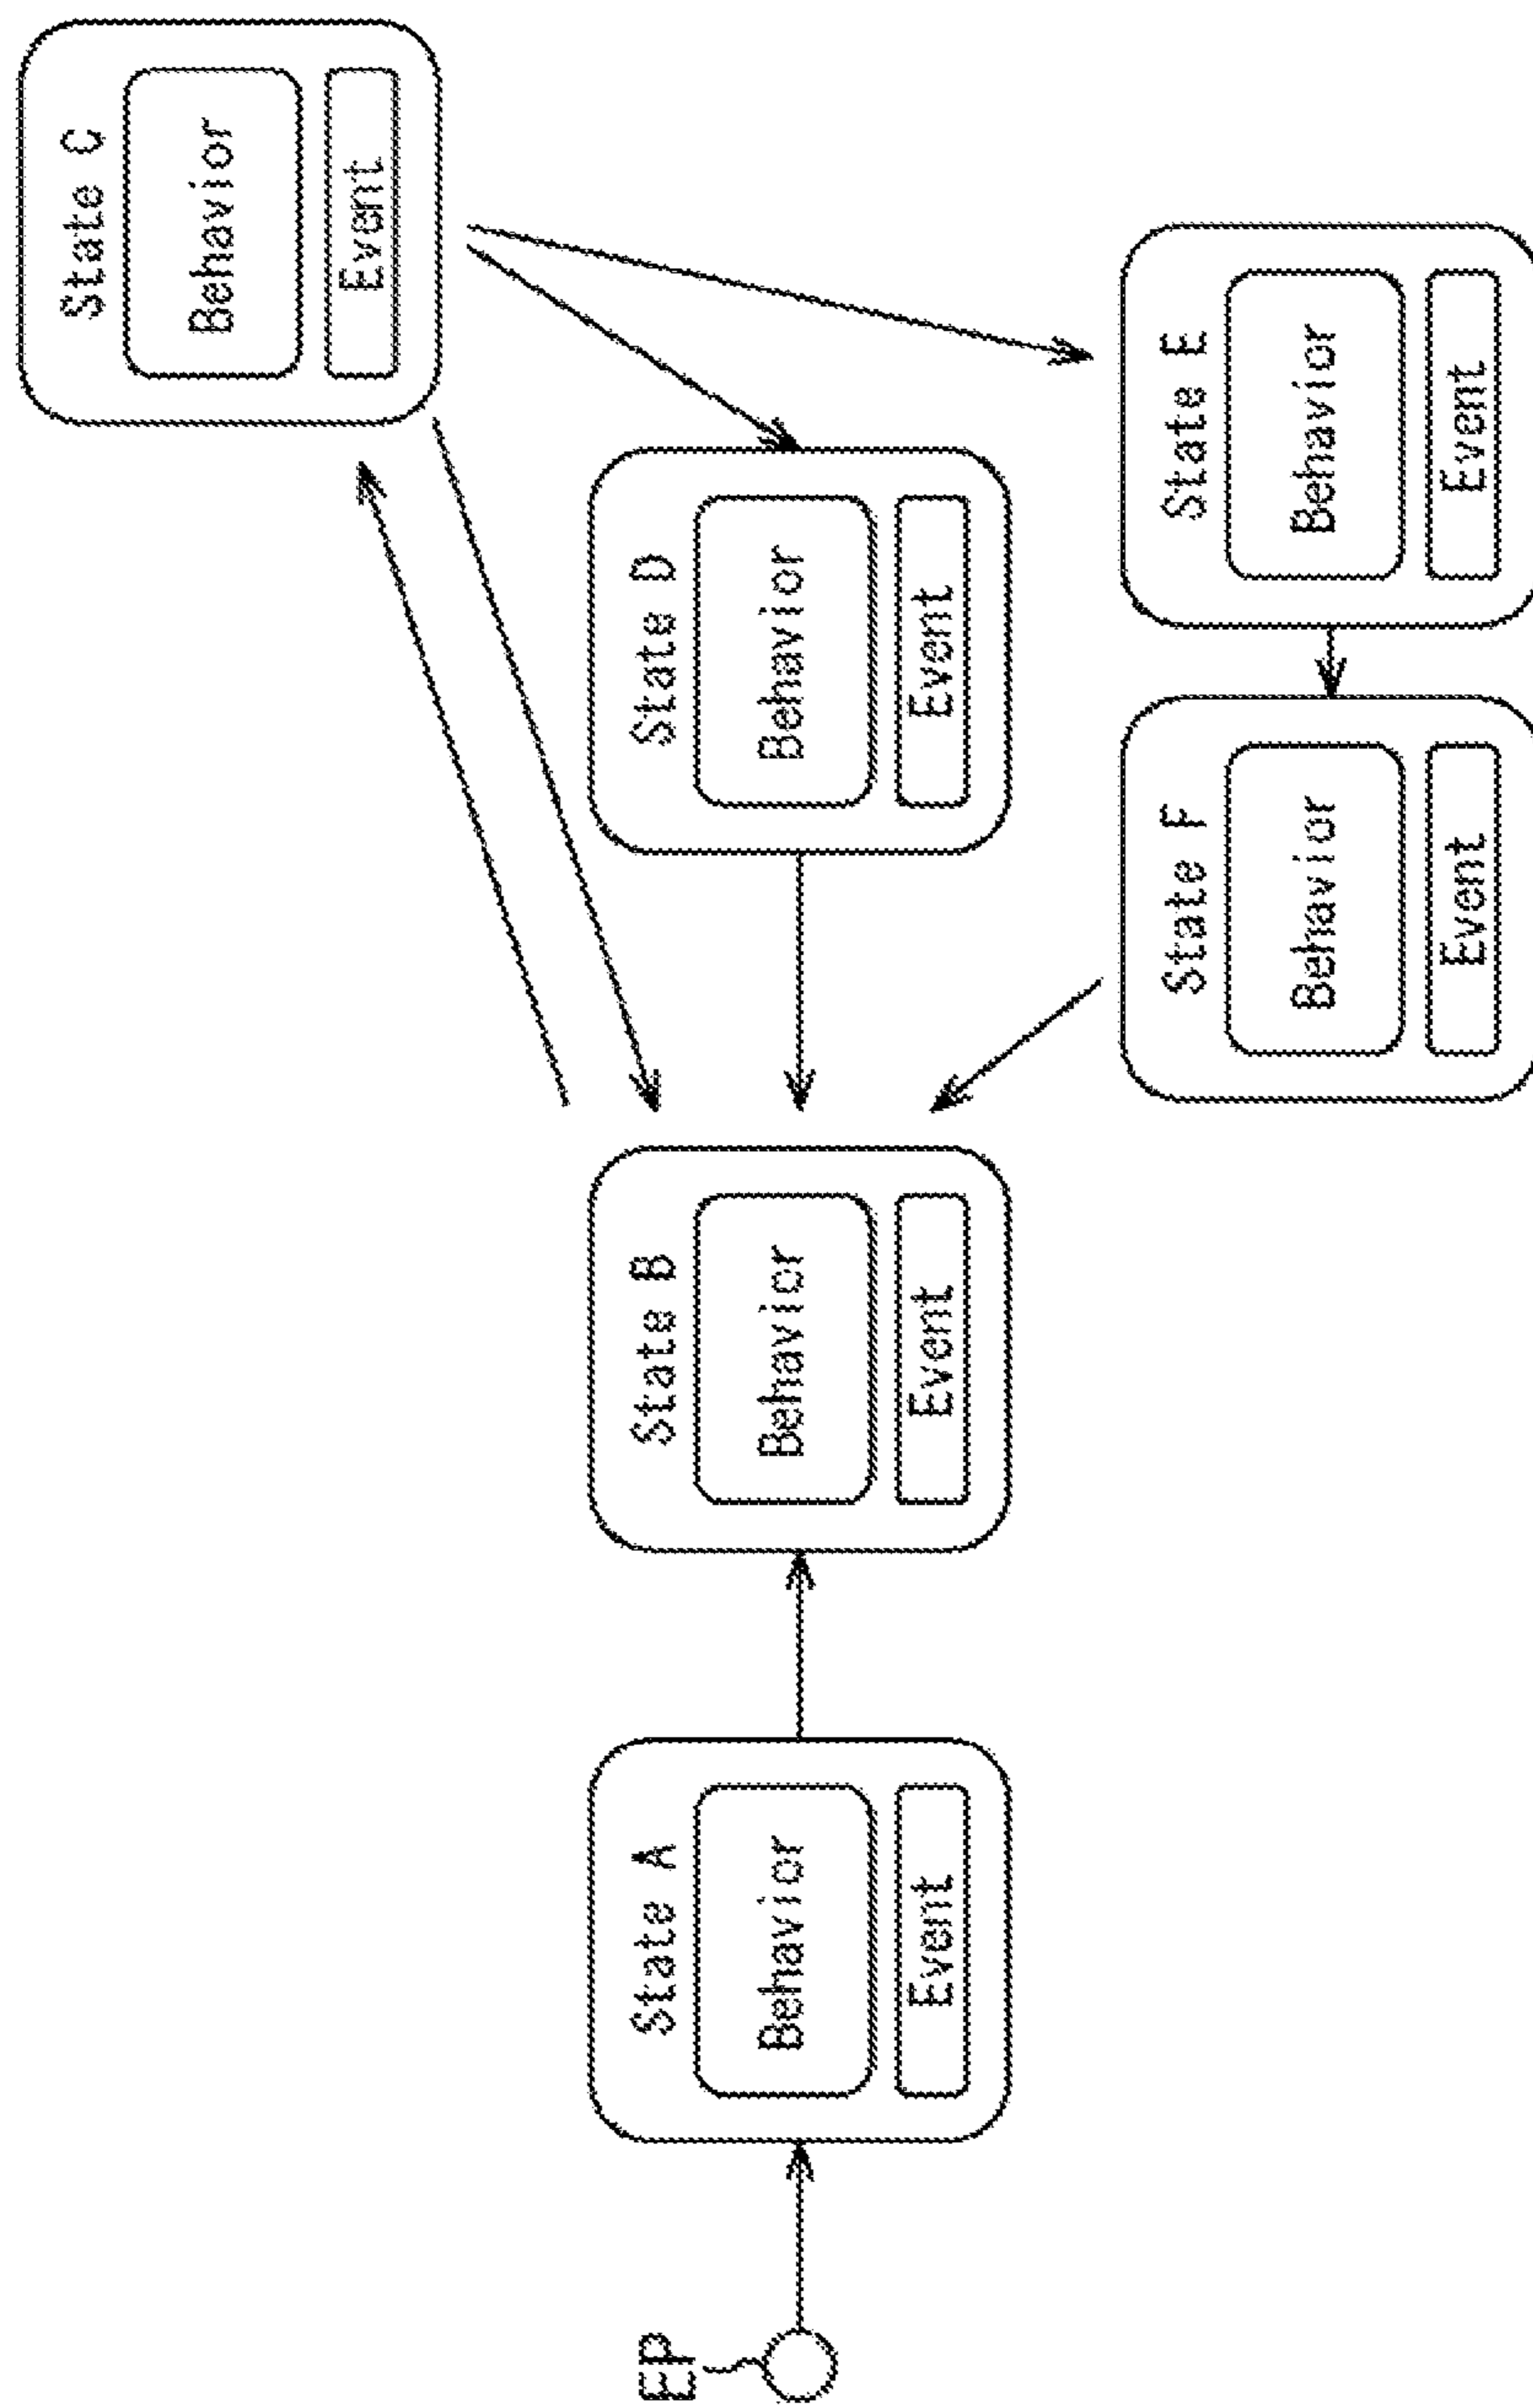 EP
State A
Behavior
Event
State B
Behavior
Event
State C
Behavior
Event
State D
Behavior
Event
State F
Behavior
Event
State E
Behavior
Event